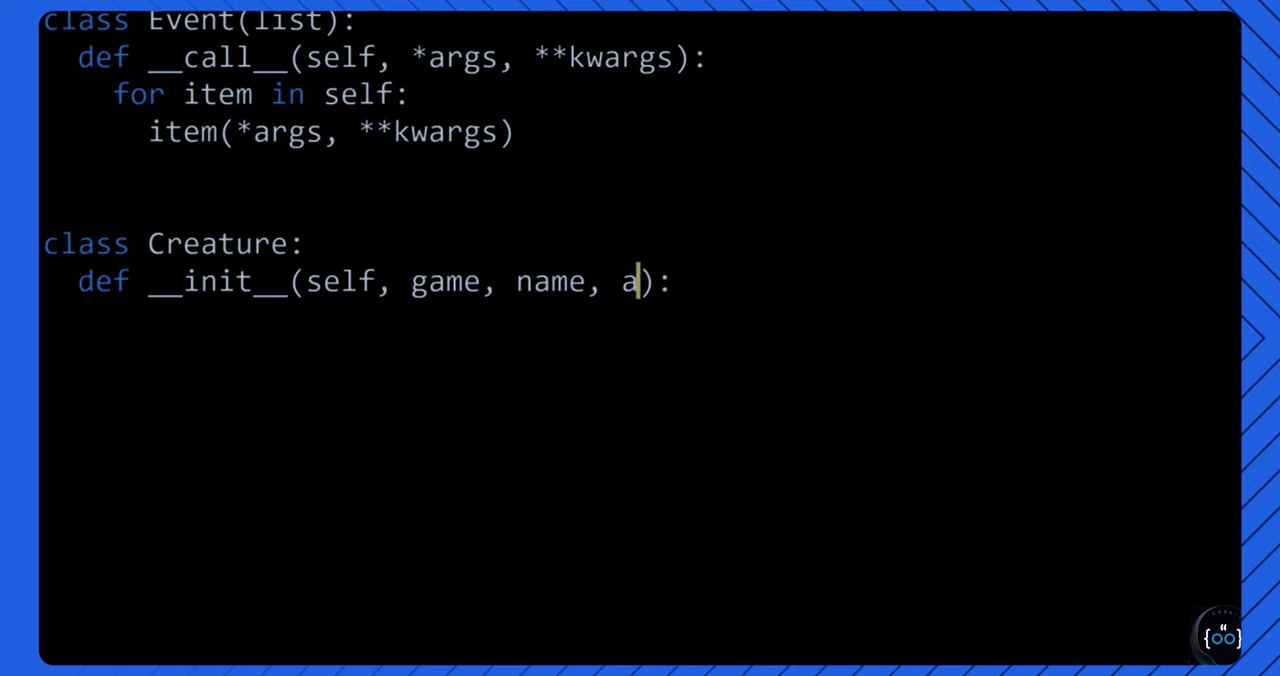 class Event(list):
def __call__(self, *args, **kwargs):
for item in self:
item(*args, **kwargs)
class Creature:
def __init__(self, game, name, a):
{oo}